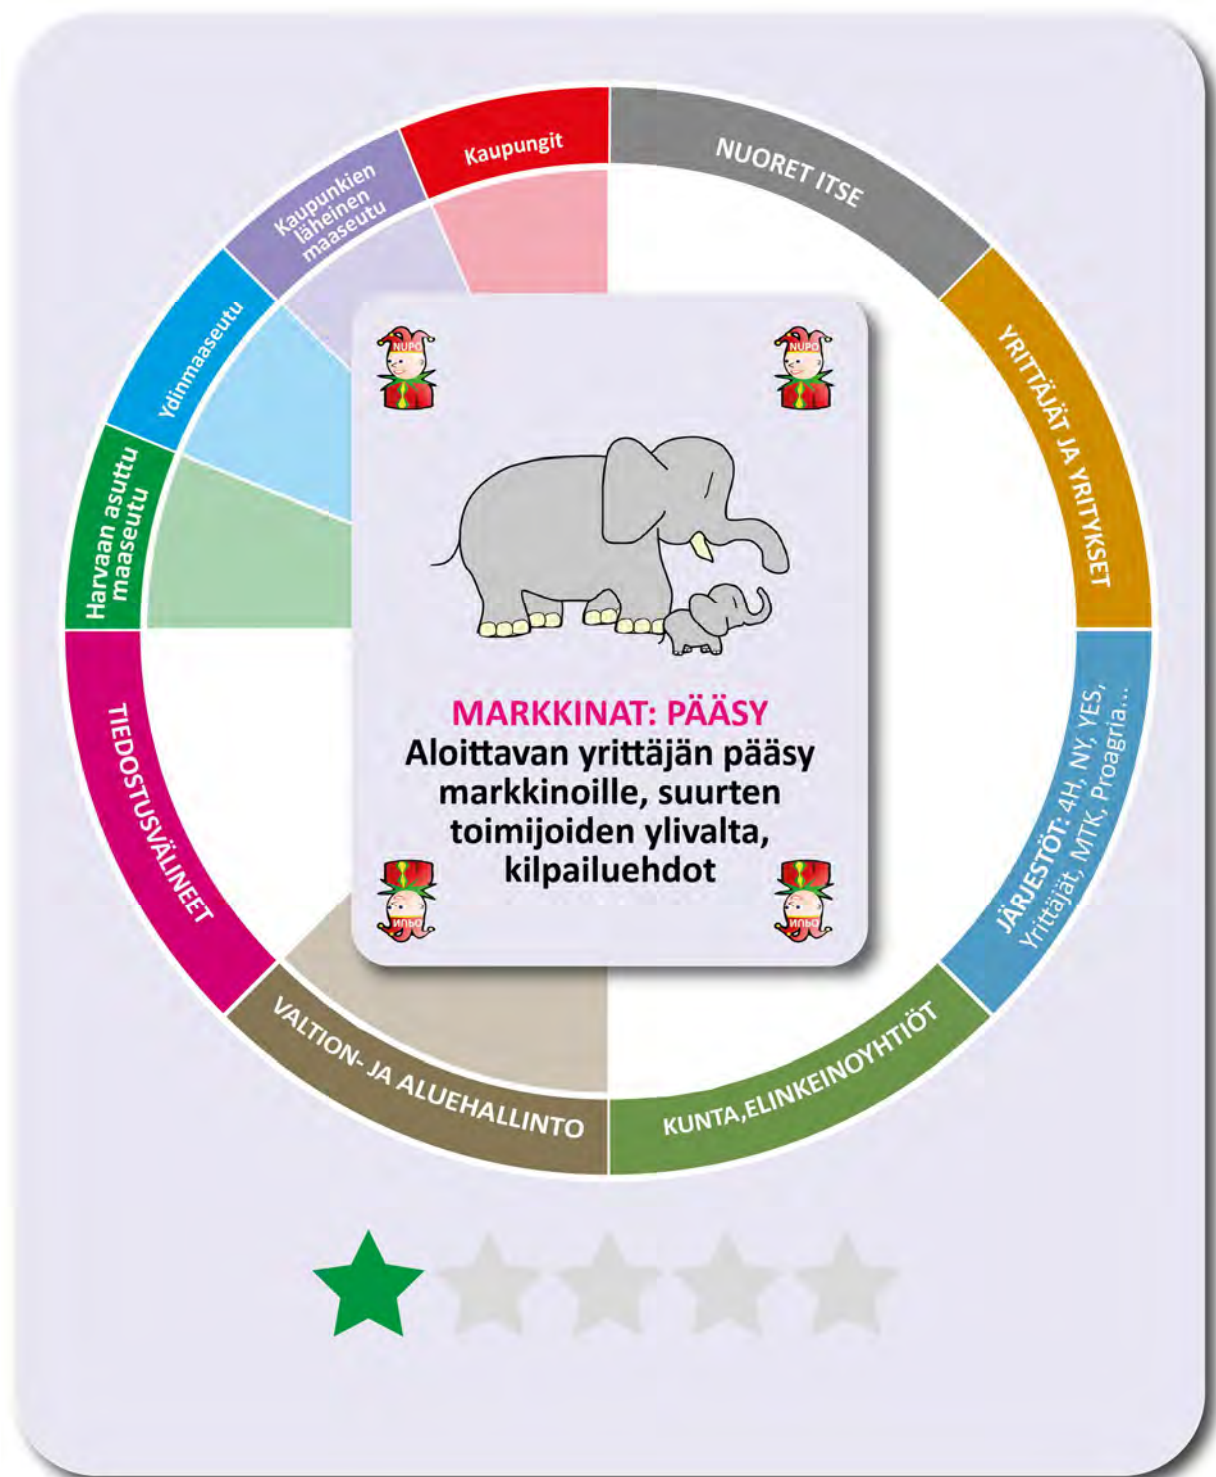 Kaupungit
NUORET ITSE
Kaupunkien
läheinen
maaseutu
YRITTÄJÄT JA YRITYKSET
Ydinmaaseutu
Harvaan asuttu
maaseutu
NUPO
NUPO
MARKKINAT: PÄÄSY
Aloittavan yrittäjän pääsy
markkinoille, suurten
toimijoiden ylivalta,
kilpailuehdot
NUPO
NUPO
JÄRJESTÖT: 4H, NY, YES,
Yrittäjät, MTK, Proagria...
TIEDOSTUSVÄLINEET
VALTION- JA ALUEHALLINTO
KUNTA,ELINKEINOYHTIÖT